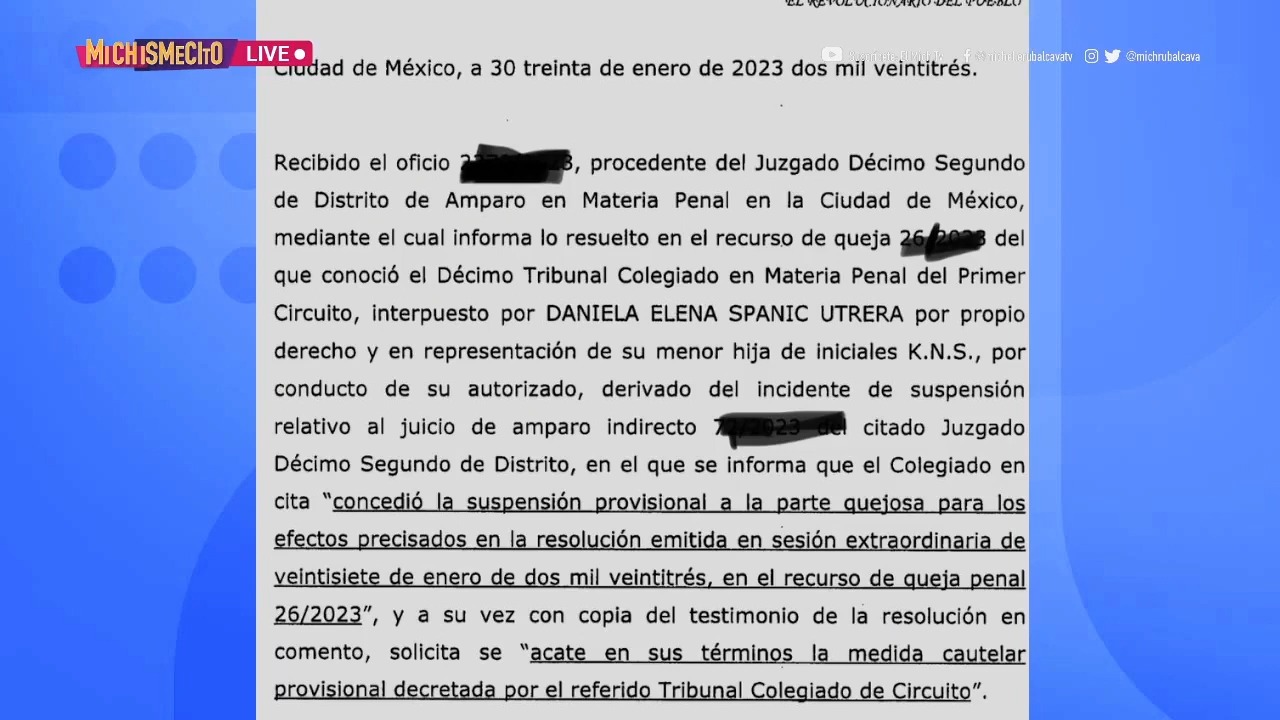 EL REVOLUCIONARIO DEL PUEBLO
MICHISMECITO LIVE
@michrubalcava
Ciudad de México, a 30 treinta de enero de 2023 dos mil veintitrés.
Recibido el oficio , procedente del Juzgado Décimo Segundo
de Distrito de Amparo en Materia Penal en la Ciudad de México,
mediante el cual informa lo resuelto en el recurso de queja del
que conoció el Décimo Tribunal Colegiado en Materia Penal del Primer
Circuito, interpuesto por DANIELA ELENA SPANIC UTRERA por propio
derecho y en representación de su menor hija de iniciales K.N.S., por
conducto de su autorizado, derivado del incidente de suspensión
relativo al juicio de amparo indirecto citado Juzgado
Décimo Segundo de Distrito, en el que se informa que el Colegiado en
cita “concedió la suspensión provisional a la parte quejosa para los
efectos precisados en la resolución emitida en sesión extraordinaria de
veintisiete de enero de dos mil veintitrés, en el recurso de queja penal
26/2023”, y a su vez con copia del testimonio de la resolución en
comento, solicita se “acate en sus términos la medida cautelar
provisional decretada por el referido Tribunal Colegiado de Circuito”.